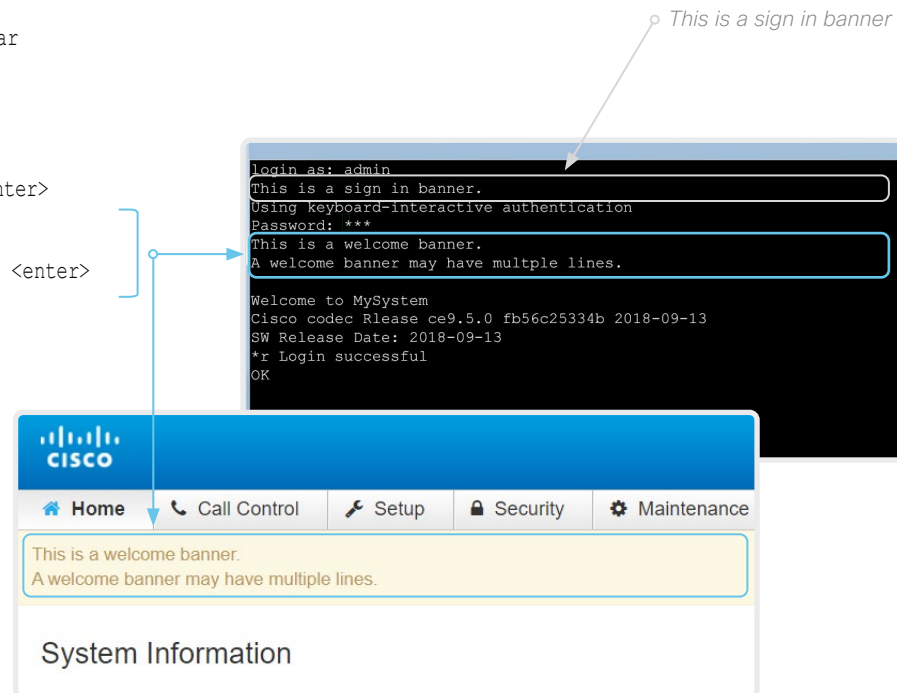 This is a sign in banner
ar
nter>
<enter>
login as: admin
This is a sign in banner.
Using keyboard-interactive authentication
Password: ***
This is a welcome banner.
A welcome banner may have multple lines.
Welcome to MySystem
Cisco codec Rlease ce9.5.0 fb56c25334b 2018-09-13
SW Release Date: 2018-09-13
*r Login successful
OK
CISCO
Home Call Control Setup Security Maintenance
This is a welcome banner.
A welcome banner may have multiple lines.
System Information